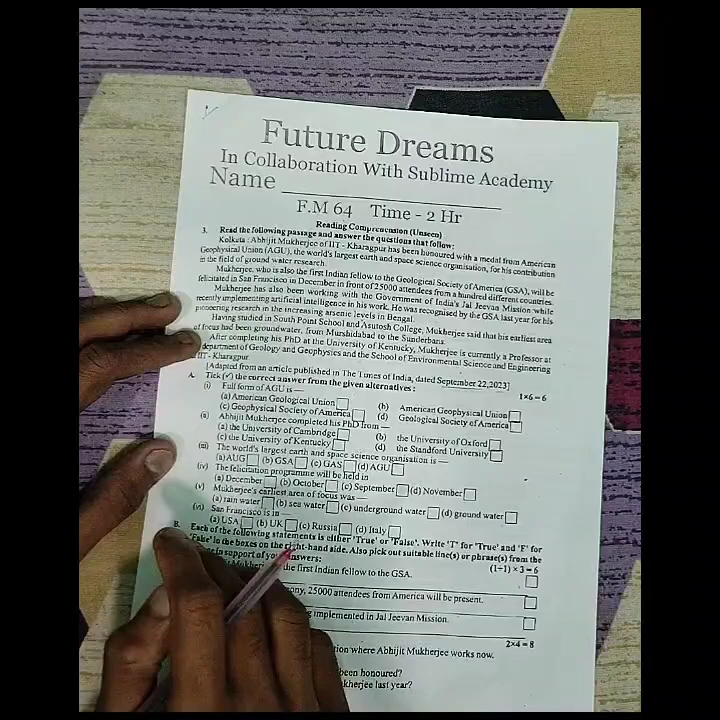 Future Dreams
In Collaboration With Sublime Academy
Name
F.M 64 Time - 2 Hr
Reading Comprehension (Unseen)
3. Read the following passage and answer the questions that follow:
Kolkata : Abhijit Mukherjee of IIT - Kharagpur has been honoured with a medal from American
Geophysical Union (AGU), the world's largest earth and space science organisation, for his contribution
in the field of ground water research.
Mukherjee, who is also the first Indian fellow to the Geological Society of America (GSA), will be
felicitated in San Francisco in December in front of 25000 attendees from a hundred different countries.
Mukherjee has also been working with the Government of India's Jal Jeevan Mission while
recently implementing artificial intelligence in his work. He was recognised by the GSA last year for his
pioneering research in the increasing arsenic levels in Bengal.
Having studied in South Point School and Asutosh College, Mukherjee said that his earliest area
of focus had been groundwater, from Murshidabad to the Sunderbans.
After completing his PhD at the University of Kentucky, Mukherjee is currently a Professor at
department of Geology and Geophysics and the School of Environmental Science and Engineering
IIT - Kharagpur.
[Adapted from an article published in The Times of India, dated September 22,2023]
A. Tick (✓) the correct answer from the given alternatives : 1×6=6
(i) Full form of AGU is —
(a) American Geological Union (b) American Geophysical Union
(c) Geophysical Society of America (d) Geological Society of America
(ii) Abhijit Mukherjee completed his PhD from —
(a) the University of Cambridge (b) the University of Oxford
(c) the University of Kentucky (d) the Standford University
(iii) The world's largest earth and space science organisation is —
(a) AUG (b) GSA (c) GAS (d) AGU
(iv) The felicitation programme will be held in
(a) December (b) October (c) September (d) November
(v) Mukherjee's earliest area of focus was —
(a) rain water (b) sea water (c) underground water (d) ground water
(vi) San Francisco is in —
(a) USA (b) UK (c) Russia (d) Italy
B. Each of the following statements is either 'True' or 'False'. Write 'T' for 'True' and 'F' for
'False' in the boxes on the right-hand side. Also pick out suitable line(s) or phrase(s) from the
in support of your answers: (1+1) × 3 = 6
the first Indian fellow to the GSA.
25000 attendees from America will be present.
implemented in Jal Jeevan Mission.
2×4=8
where Abhijit Mukherjee works now.
been honoured?
last year?